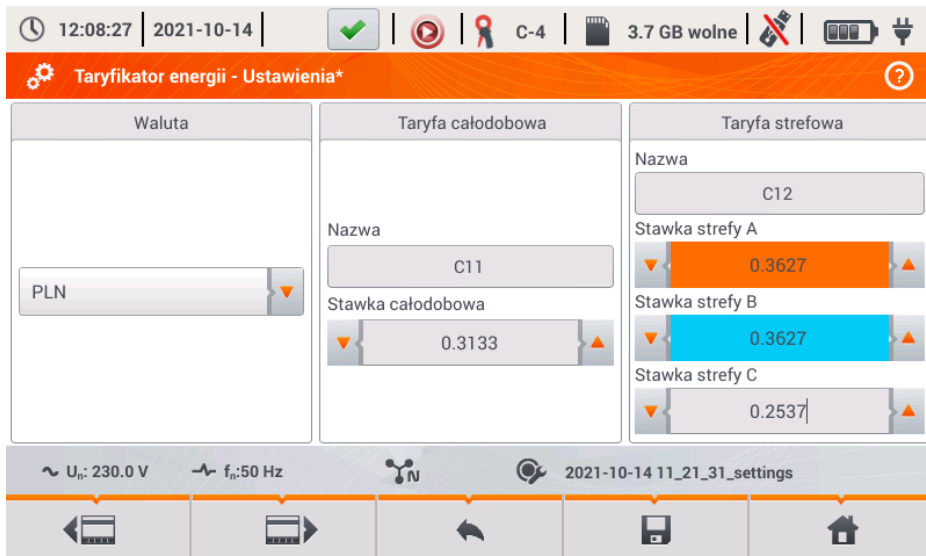 12:08:27 2021-10-14 C-4 3.7 GB wolne
Taryfikator energii - Ustawienia*
Waluta
PLN
Taryfa całodobowa
Nazwa
C11
Stawka całodobowa
0.3133
Taryfa strefowa
Nazwa
C12
Stawka strefy A
0.3627
Stawka strefy B
0.3627
Stawka strefy C
0.2537
Un: 230.0 V fn:50 Hz N 2021-10-14 11_21_31_settings